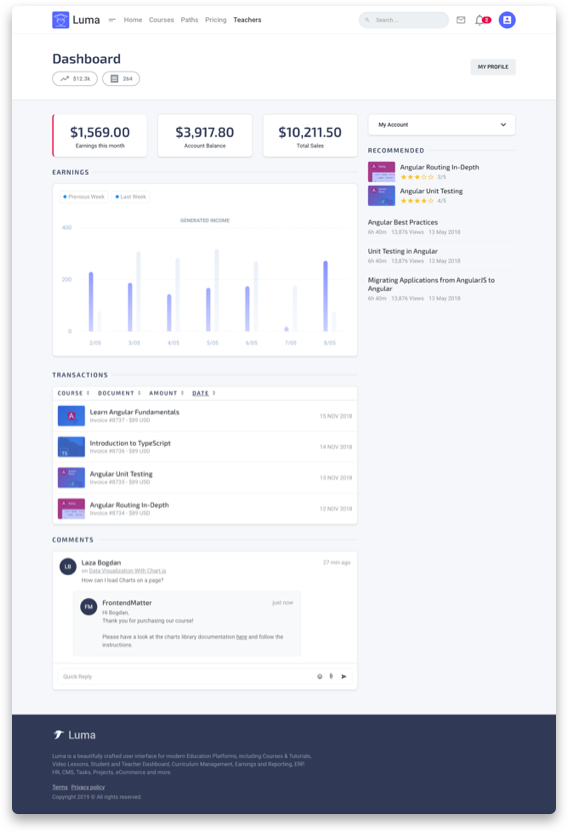 Luma
Home Courses Paths Pricing Teachers
Search ...
2
Dashboard
$12.3k
264
MY PROFILE
$1,569.00
Earnings this month
$3,917.80
Account Balance
$10,211.50
Total Sales
My Account
EARNINGS
Previous Week Last Week
GENERATED INCOME
400
200
0
2/05 3/05 4/05 5/05 6/05 7/05 8/05
RECOMMENDED
Angular Routing In-Depth
3/5
Angular Unit Testing
4/5
Angular Best Practices
6h 40m 13,876 Views 13 May 2018
Unit Testing in Angular
6h 40m 13,876 Views 13 May 2018
Migrating Applications from AngularJS to
Angular
6h 40m 13,876 Views 13 May 2018
TRANSACTIONS
COURSE DOCUMENT AMOUNT DATE
Learn Angular Fundamentals
Invoice #8737 - $89 USD
15 NOV 2018
TS
Introduction to TypeScript
Invoice #8736 - $89 USD
14 NOV 2018
Angular Unit Testing
Invoice #8735 - $89 USD
13 NOV 2018
Angular Routing In-Depth
Invoice #8734 - $89 USD
12 NOV 2018
COMMENTS
LB
Laza Bogdan
27 min ago
on Data Visualization With Chart.js
How can I load Charts on a page?
FM
FrontendMatter
just now
Hi Bogdan,
Thank you for purchasing our course!
Please have a look at the charts library documentation here and follow the
instructions.
Quick Reply
Luma
Luma is a beautifully crafted user interface for modern Education Platforms, including Courses & Tutorials,
Video Lessons, Student and Teacher Dashboard, Curriculum Management, Earnings and Reporting, ERP,
HR, CMS, Tasks, Projects, eCommerce and more.
Terms Privacy policy
Copyright 2019 © All rights reserved.